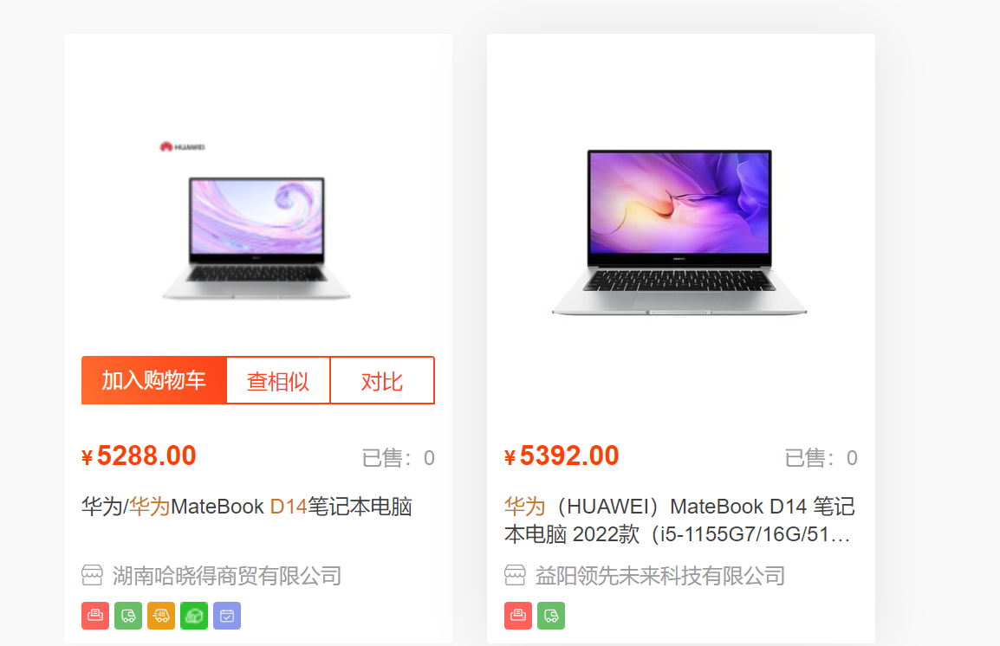 HUAWEI
加入购物车
查相似
对比
¥5288.00
已售：0
华为/华为MateBook D14笔记本电脑
湖南哈晓得商贸有限公司
48
¥5392.00
已售：0
华为（HUAWEI）MateBook D14 笔记
本电脑 2022款（i5-1155G7/16G/51…
益阳领先未来科技有限公司